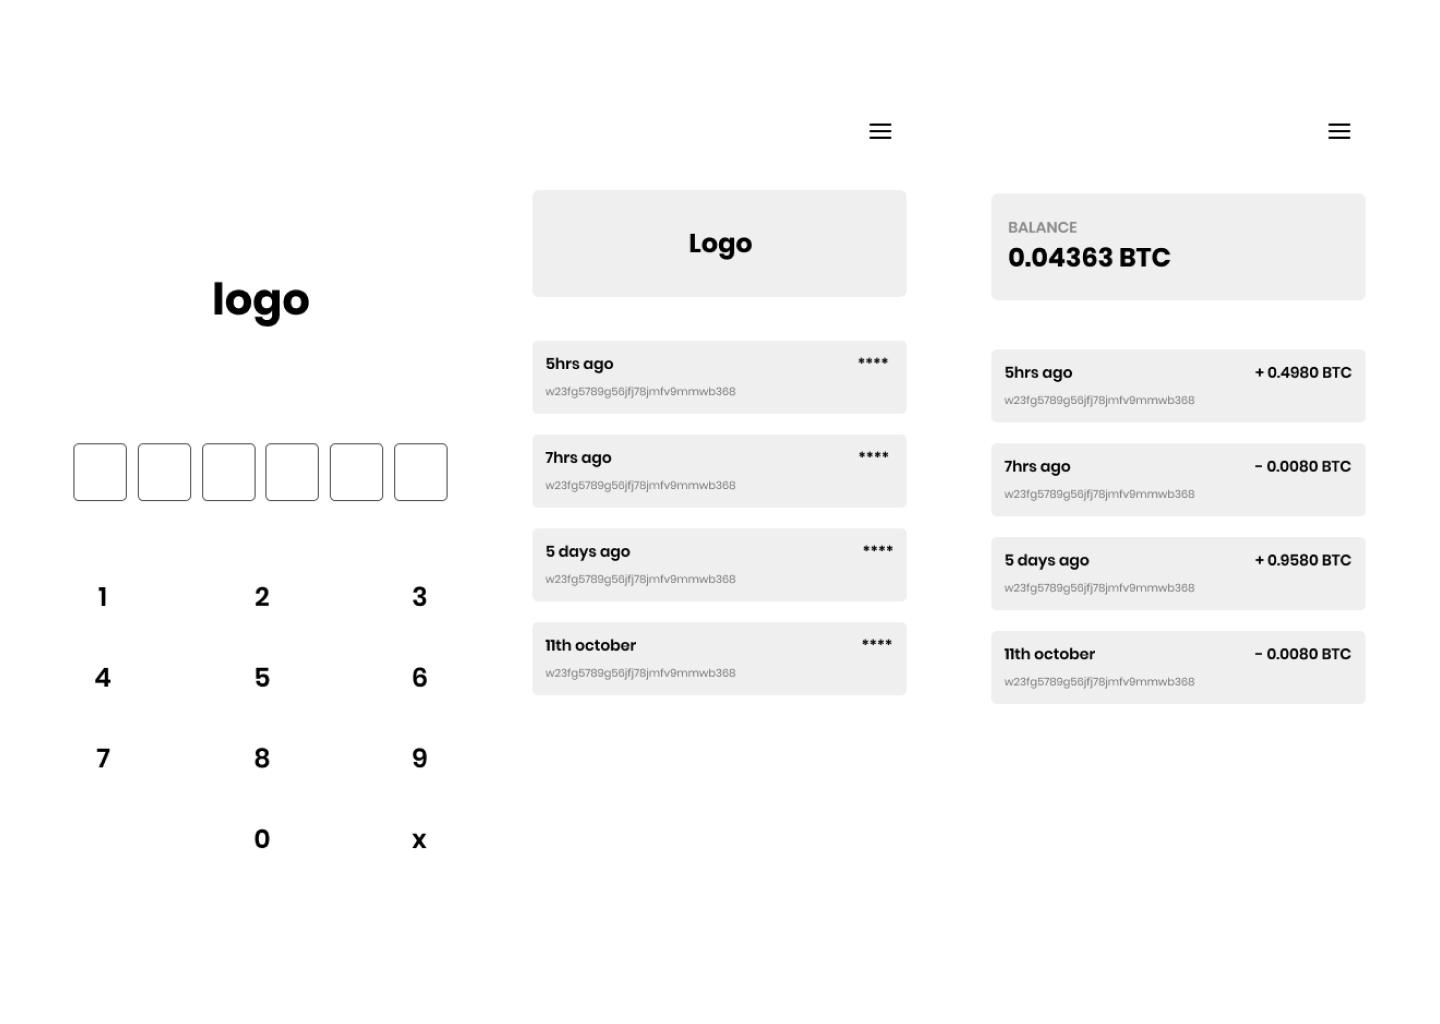 logo
1 2 3
4 5 6
7 8 9
0 x
Logo
5hrs ago ****
w23fg5789g56jfj78jmfv9mmwb368
7hrs ago ****
w23fg5789g56jfj78jmfv9mmwb368
5 days ago ****
w23fg5789g56jfj78jmfv9mmwb368
11th october ****
w23fg5789g56jfj78jmfv9mmwb368
BALANCE
0.04363 BTC
5hrs ago + 0.4980 BTC
w23fg5789g56jfj78jmfv9mmwb368
7hrs ago - 0.0080 BTC
w23fg5789g56jfj78jmfv9mmwb368
5 days ago + 0.9580 BTC
w23fg5789g56jfj78jmfv9mmwb368
11th october - 0.0080 BTC
w23fg5789g56jfj78jmfv9mmwb368